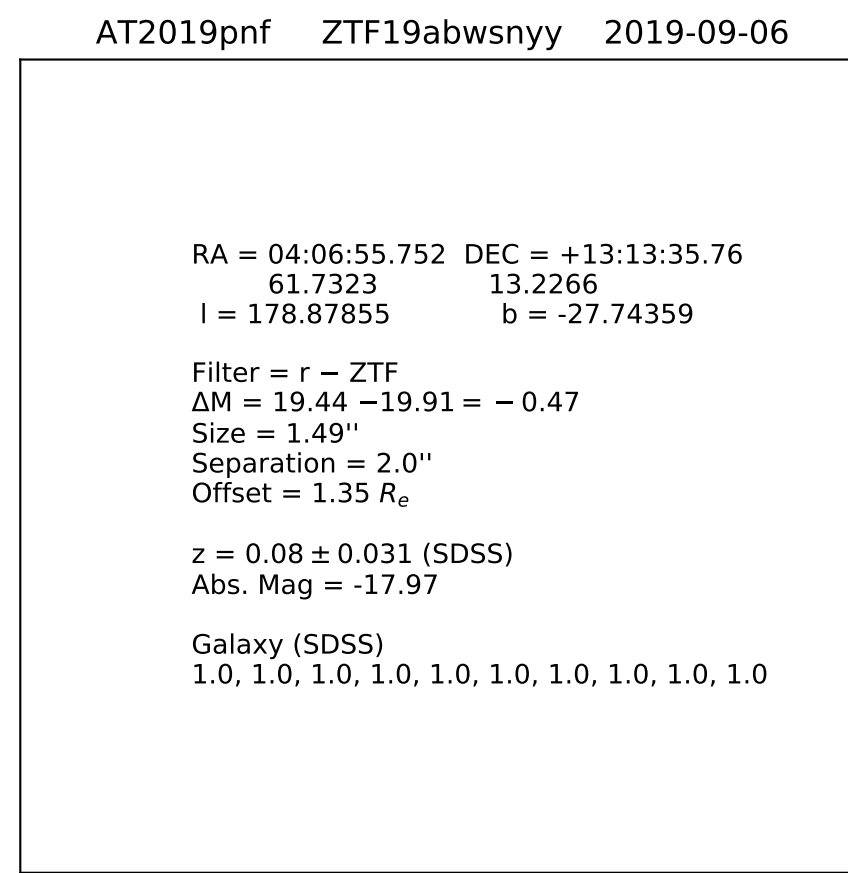 AT2019pnf ZTF19abwsnyy 2019-09-06
RA = 04:06:55.752 DEC = +13:13:35.76
61.7323 13.2266
l = 178.87855 b = -27.74359
Filter = r − ZTF
ΔM = 19.44 −19.91 = − 0.47
Size = 1.49''
Separation = 2.0''
Offset = 1.35 Rₑ
z = 0.08 ± 0.031 (SDSS)
Abs. Mag = -17.97
Galaxy (SDSS)
1.0, 1.0, 1.0, 1.0, 1.0, 1.0, 1.0, 1.0, 1.0, 1.0